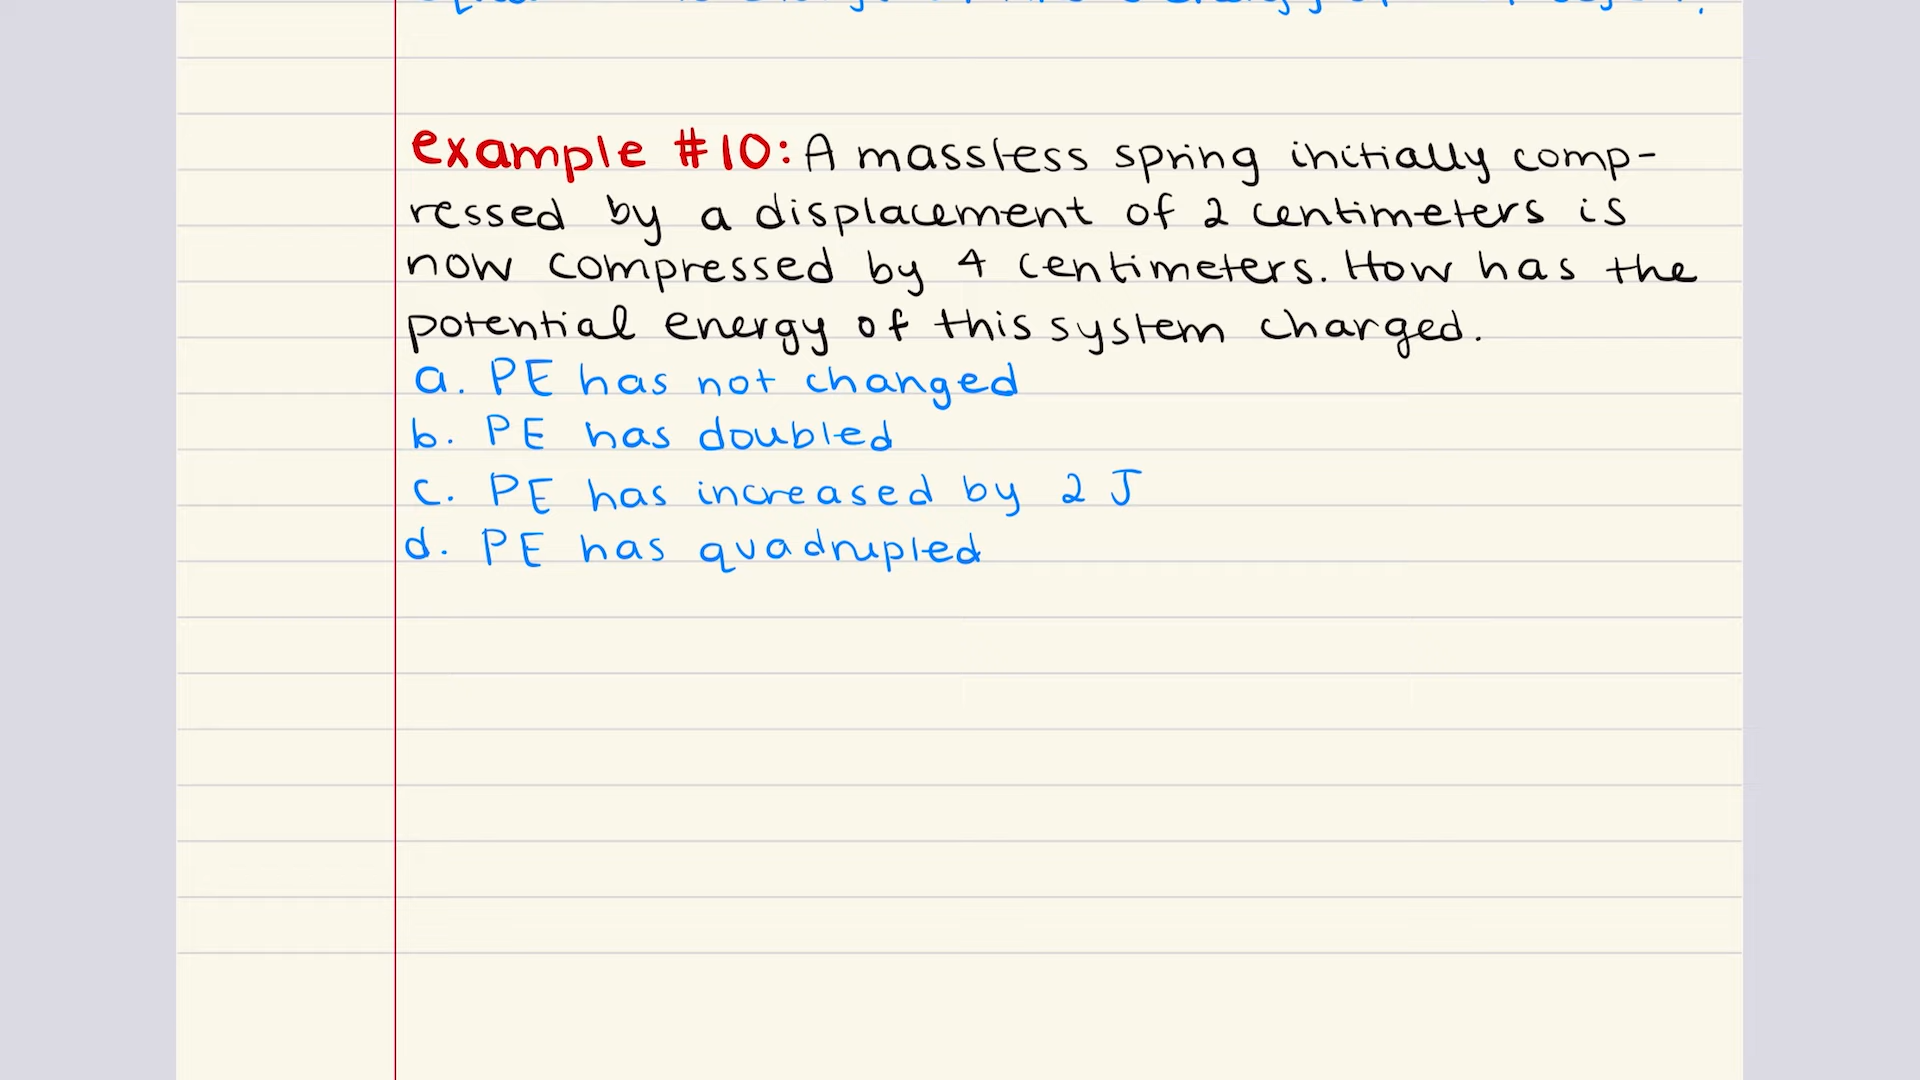 example #10: A massless spring initially comp-
ressed by a displacement of 2 centimeters is
now compressed by 4 centimeters. How has the
potential energy of this system charged.
a. PE has not changed
b. PE has doubled
c. PE has increased by 2 J
d. PE has quadrupled